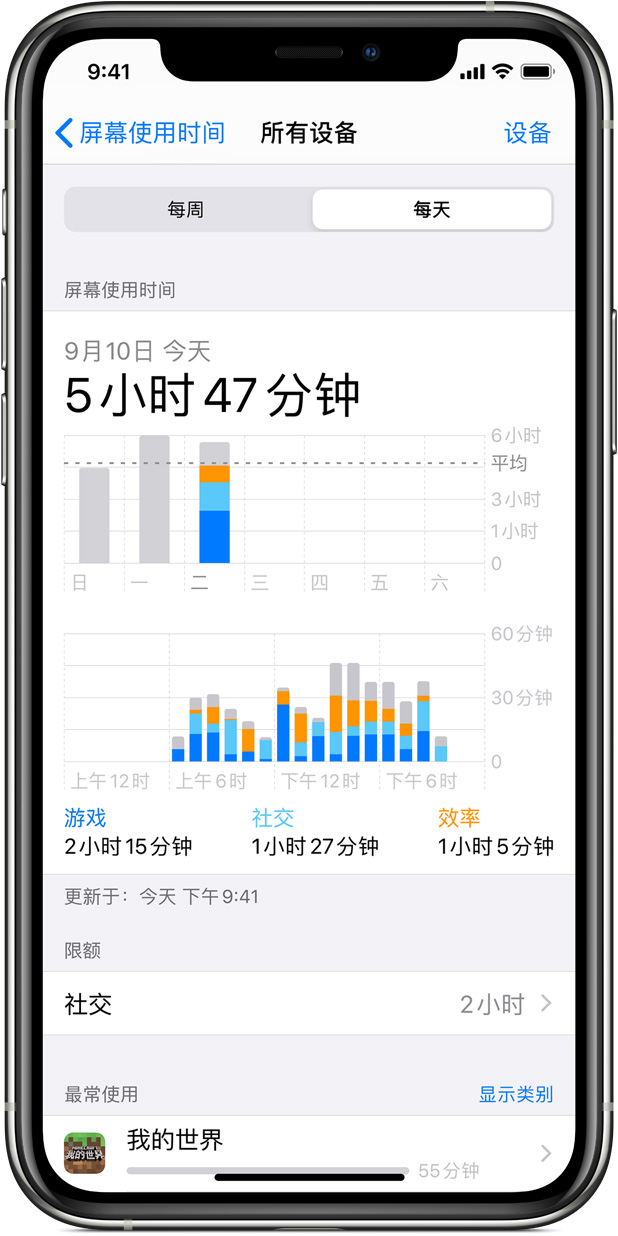 9:41
屏幕使用时间 所有设备 设备
每周 每天
屏幕使用时间
9月10日 今天
5小时47分钟
6小时
平均
3小时
1小时
0
日 一 二 三 四 五 六
60分钟
30分钟
0
上午12时 上午6时 下午12时 下午6时
游戏 社交 效率
2小时15分钟 1小时27分钟 1小时5分钟
更新于：今天 下午9:41
限额
社交 2小时
最常使用 显示类别
我的世界
我的世界
55分钟